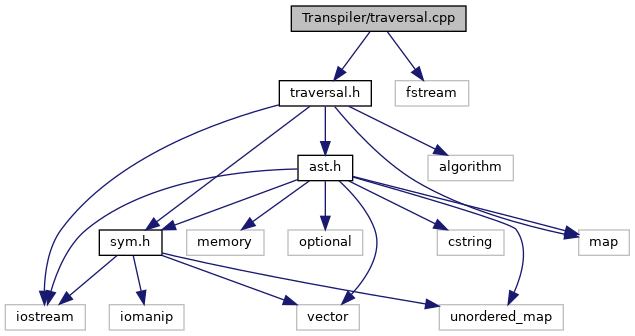 Transpiler/traversal.cpp
traversal.h
fstream
ast.h
algorithm
sym.h
memory
optional
cstring
map
iostream
iomanip
vector
unordered_map